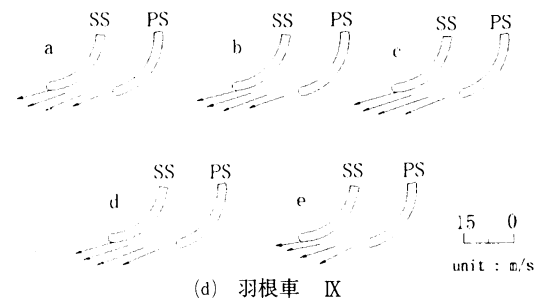 SS PS SS PS SS PS
a b c
SS PS SS PS
d e
15 0
unit : m/s
(d) 羽根車 Ⅸ